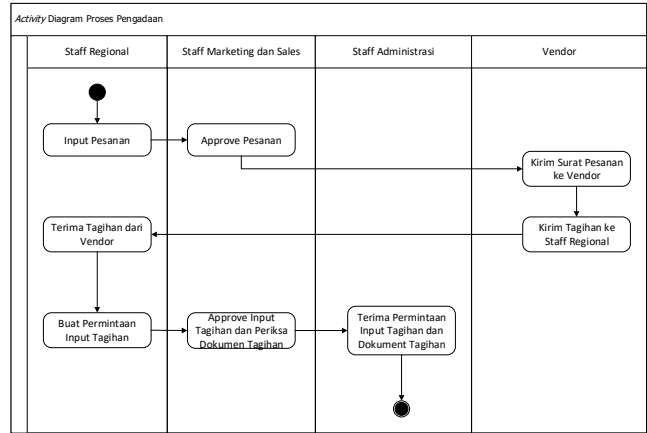 Activity Diagram Proses Pengadaan
Staff Regional
Staff Marketing dan Sales
Staff Administrasi
Vendor
Input Pesanan
Approve Pesanan
Kirim Surat Pesanan
ke Vendor
Terima Tagihan dari
Vendor
Kirim Tagihan ke
Staff Regional
Buat Permintaan
Input Tagihan
Approve Input
Tagihan dan Periksa
Dokumen Tagihan
Terima Permintaan
Input Tagihan dan
Dokument Tagihan